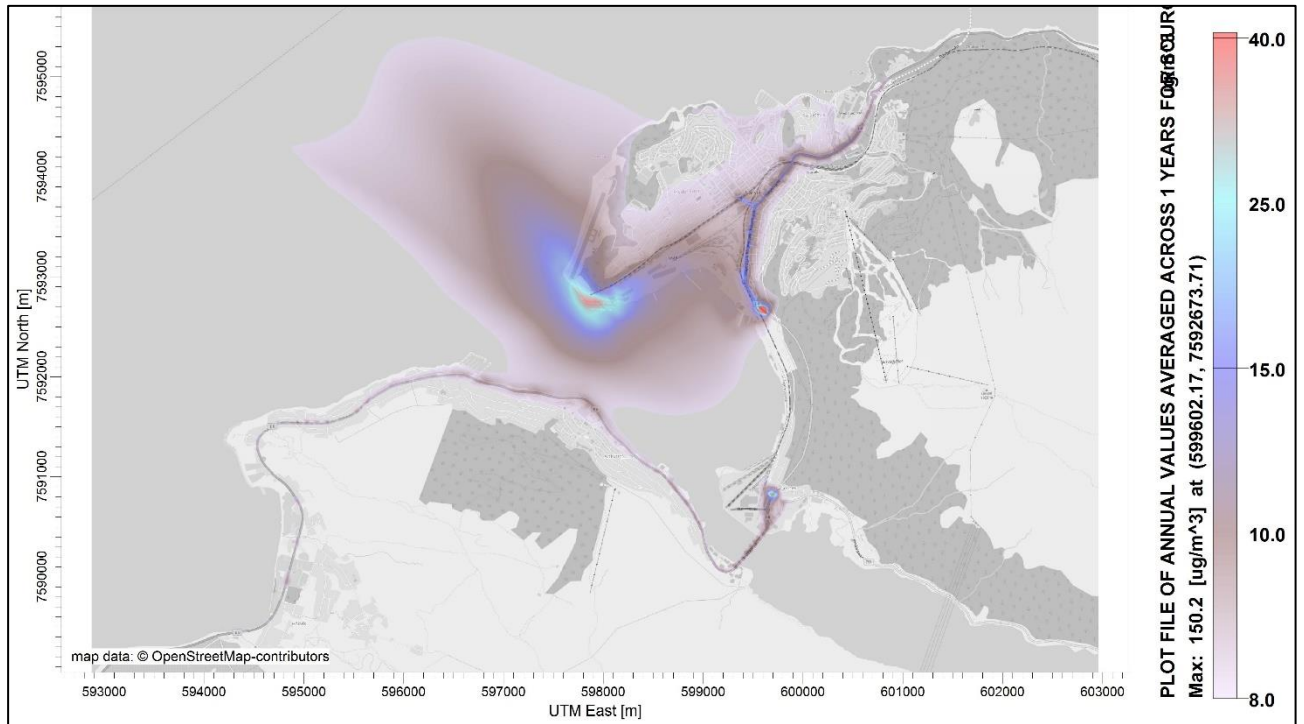 7595000
7594000
7593000
7592000
7591000
7590000
UTM North [m]
map data: © OpenStreetMap-contributors
593000 594000 595000 596000 597000 598000 599000 600000 601000 602000 603000
UTM East [m]
PLOT FILE OF ANNUAL VALUES AVERAGED ACROSS 1 YEARS FOR SOURC
Max:: 150.2 [ug/m^3] at (599602.17, 7592673.71)
40.0
25.0
15.0
10.0
8.0